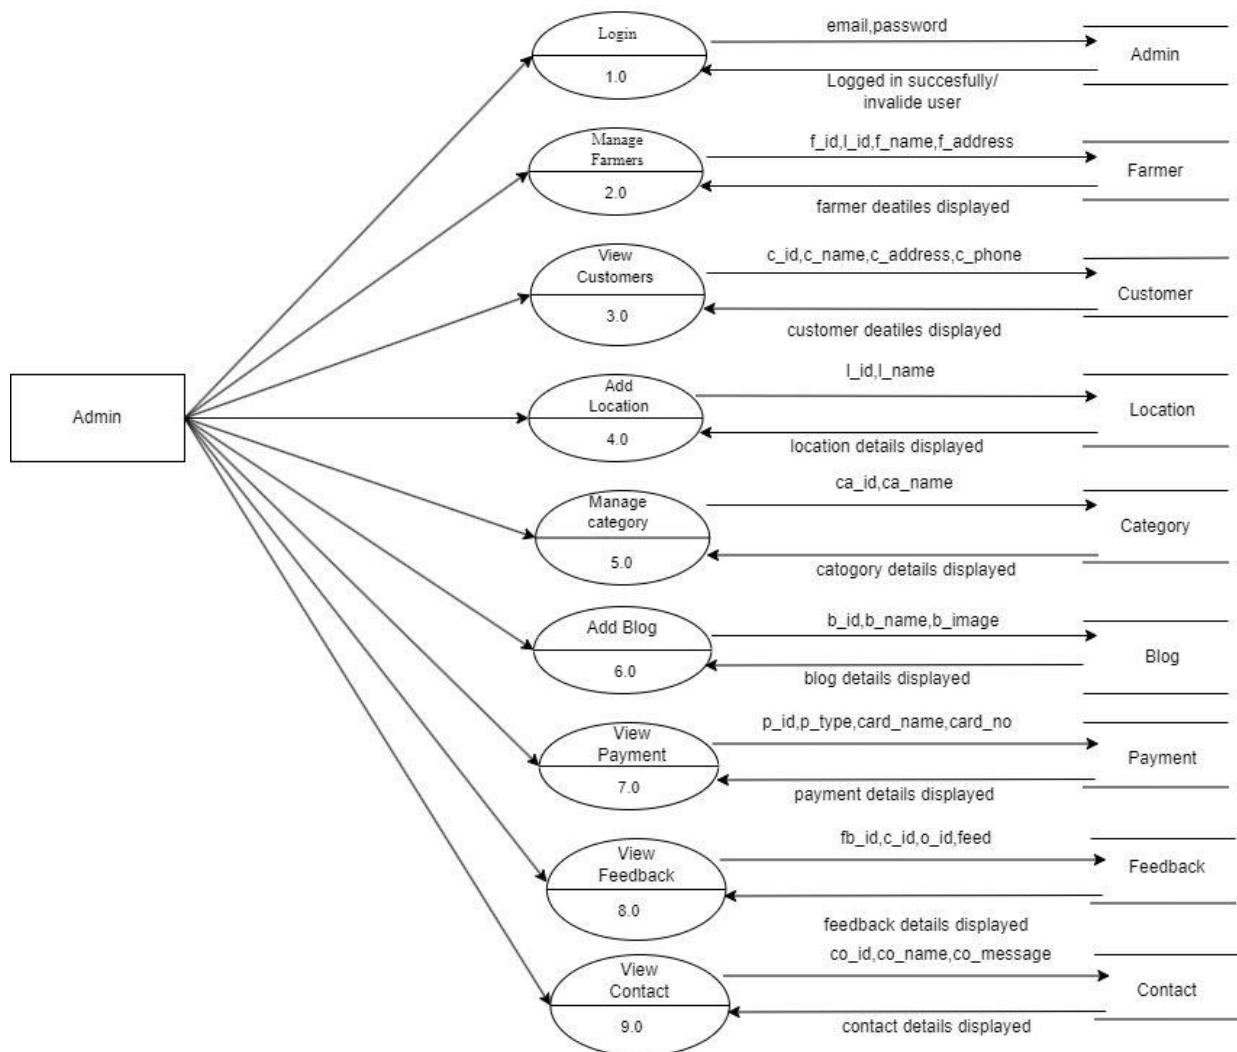 Login
1.0
email,password
Logged in succesfully/
invalide user
Admin
Manage
Farmers
2.0
f_id,l_id,f_name,f_address
farmer deatiles displayed
Farmer
View
Customers
3.0
c_id,c_name,c_address,c_phone
customer deatiles displayed
Customer
Admin
Add
Location
4.0
l_id,l_name
location details displayed
Location
Manage
category
5.0
ca_id,ca_name
catogory details displayed
Category
Add Blog
6.0
b_id,b_name,b_image
blog details displayed
Blog
View
Payment
7.0
p_id,p_type,card_name,card_no
payment details displayed
Payment
View
Feedback
8.0
fb_id,c_id,o_id,feed
feedback details displayed
Feedback
View
Contact
9.0
co_id,co_name,co_message
contact details displayed
Contact